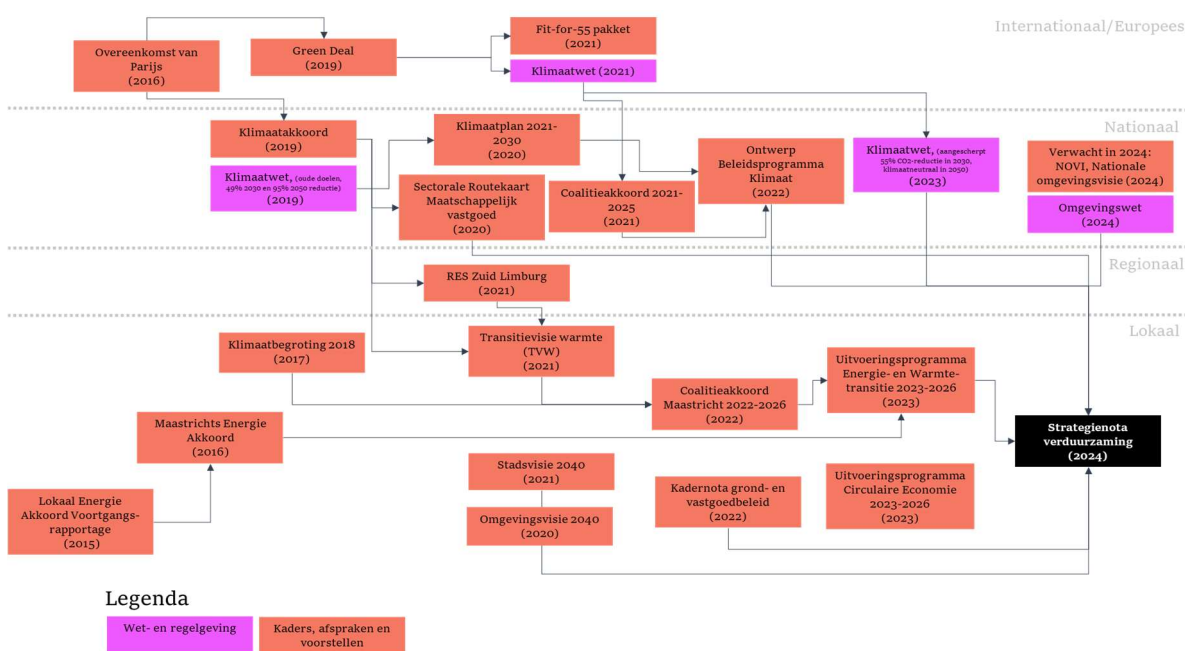 Internationaal/Europees
Overeenkomst van
Parijs
(2016)
Green Deal
(2019)
Fit-for-55 pakket
(2021)
Klimaatwet (2021)
Nationaal
Klimaatakkoord
(2019)
Klimaatwet, (oude doelen,
49% 2030 en 95% 2050 reductie)
(2019)
Klimaatplan 2021-
2030
(2020)
Sectorale Routekaart
Maatschappelijk
vastgoed
(2020)
Coalitieakkoord 2021-
2025
(2021)
Ontwerp
Beleidsprogramma
Klimaat
(2022)
Klimaatwet, (aangescherpt
55% CO2-reductie in 2030,
klimaatneutraal in 2050)
(2023)
Verwacht in 2024:
NOVI, Nationale
omgevingsvisie (2024)
Omgevingswet
(2024)
Regionaal
RES Zuid Limburg
(2021)
Lokaal
Klimaatbegroting 2018
(2017)
Transitievisie warmte
(TVW)
(2021)
Coalitieakkoord
Maastricht 2022-2026
(2022)
Uitvoeringsprogramma
Energie- en Warmte-
transitie 2023-2026
(2023)
Maastrichts Energie
Akkoord
(2016)
Strategienota
verduurzaming
(2024)
Lokaal Energie
Akkoord Voortgangs-
rapportage
(2015)
Stadsvisie 2040
(2021)
Omgevingsvisie 2040
(2020)
Kadernota grond- en
vastgoedbeleid
(2022)
Uitvoeringsprogramma
Circulaire Economie
2023-2026
(2023)
Legenda
Wet- en regelgeving
Kaders, afspraken en
voorstellen